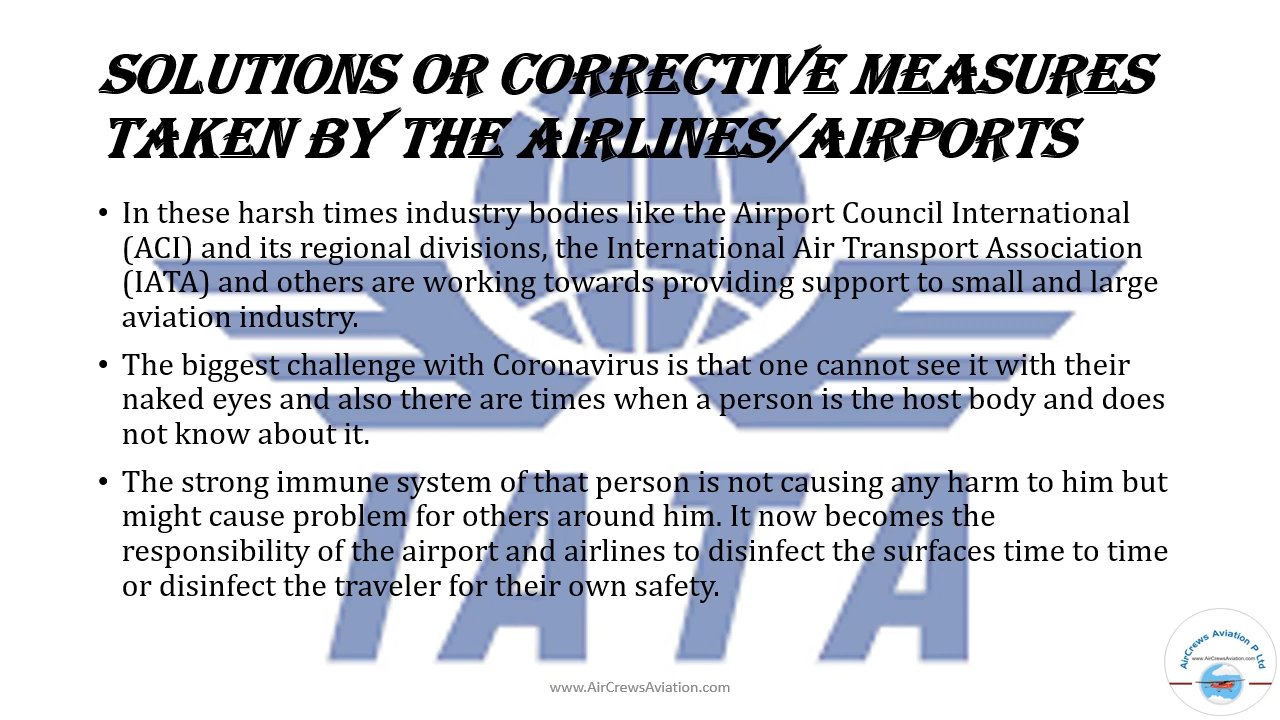 SOLUTIONS OR CORRECTIVE MEASURES
TAKEN BY THE AIRLINES/AIRPORTS
• In these harsh times industry bodies like the Airport Council International
(ACI) and its regional divisions, the International Air Transport Association
(IATA) and others are working towards providing support to small and large
aviation industry.
• The biggest challenge with Coronavirus is that one cannot see it with their
naked eyes and also there are times when a person is the host body and does
not know about it.
• The strong immune system of that person is not causing any harm to him but
might cause problem for others around him. It now becomes the
responsibility of the airport and airlines to disinfect the surfaces time to time
or disinfect the traveler for their own safety.
IATA
www.AirCrewsAviation.com
AirCrews Aviation P Ltd
www.AirCrewsAviation.com